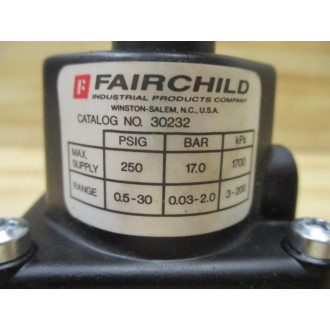 FAIRCHILD
INDUSTRIAL PRODUCTS COMPANY
WINSTON-SALEM, N.C., U.S.A.
CATALOG NO. 30232
PSIG BAR kPa
MAX. SUPPLY 250 17.0 1700
RANGE 0.5-30 0.03-2.0 3-200